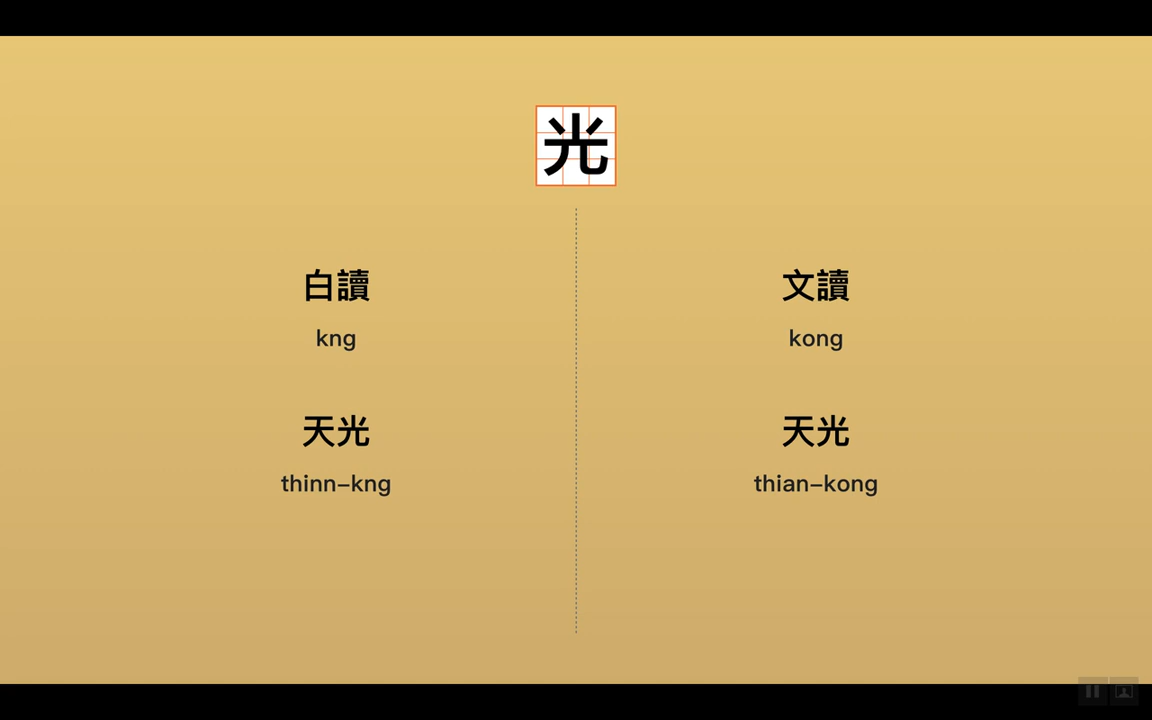 光
白讀
kng
天光
thinn–kng
文讀
kong
天光
thian–kong